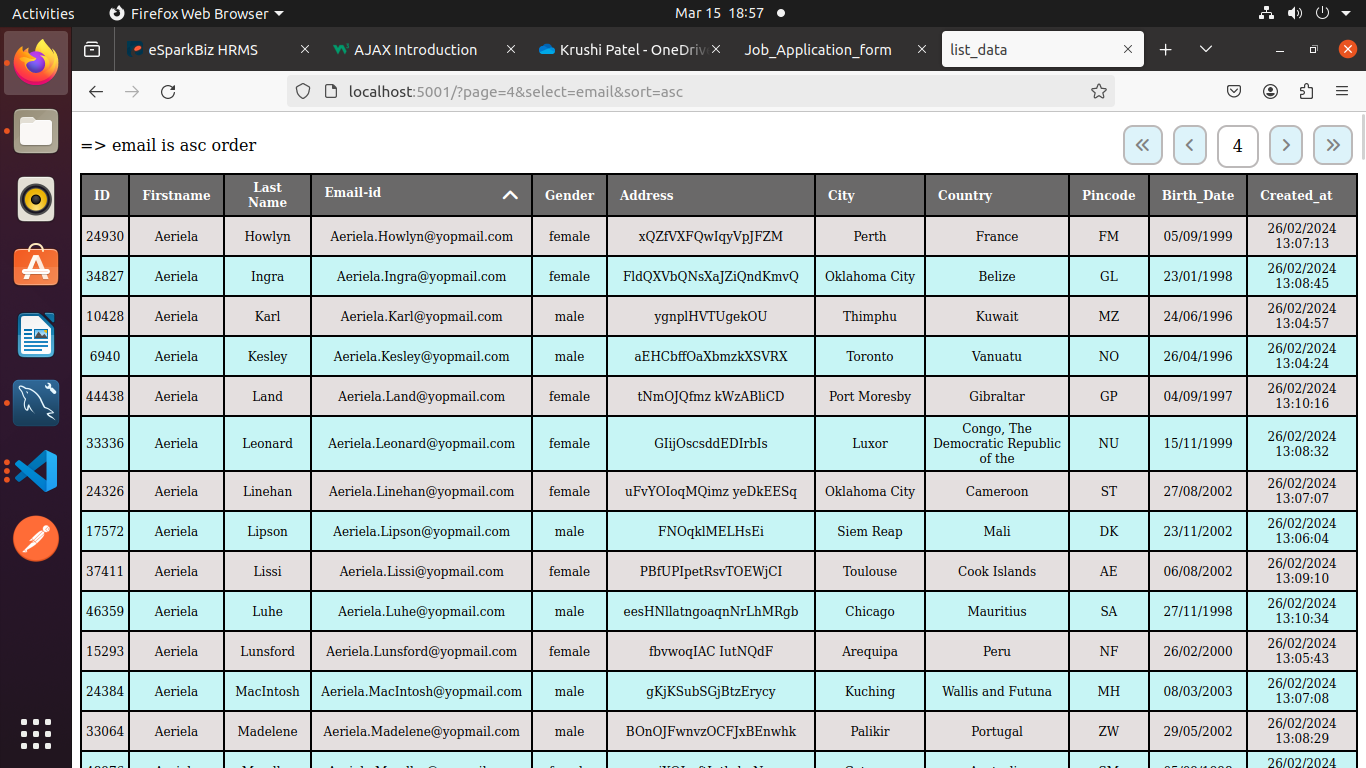 Activities Firefox Web Browser Mar 15 18:57
eSparkBiz HRMS AJAX Introduction Krushi Patel - OneDrive Job_Application_form list_data
localhost:5001/?page=4&select=email&sort=asc
=> email is asc order 4
ID Firstname Last Name Email-id Gender Address City Country Pincode Birth_Date Created_at
24930 Aeriela Howlyn Aeriela.Howlyn@yopmail.com female xQZfVXFQwIqyVpJFZM Perth France FM 05/09/1999 26/02/2024 13:07:13
34827 Aeriela Ingra Aeriela.Ingra@yopmail.com female FldQXVbQNsXaJZiQndKmvQ Oklahoma City Belize GL 23/01/1998 26/02/2024 13:08:45
10428 Aeriela Karl Aeriela.Karl@yopmail.com male ygnplHVTUgekOU Thimphu Kuwait MZ 24/06/1996 26/02/2024 13:04:57
6940 Aeriela Kesley Aeriela.Kesley@yopmail.com male aEHCbffOaXbmzkXSVRX Toronto Vanuatu NO 26/04/1996 26/02/2024 13:04:24
44438 Aeriela Land Aeriela.Land@yopmail.com female tNmOJQfmz kWzABliCD Port Moresby Gibraltar GP 04/09/1997 26/02/2024 13:10:16
33336 Aeriela Leonard Aeriela.Leonard@yopmail.com female GIijOscsddEDIrbIs Luxor Congo, The Democratic Republic of the NU 15/11/1999 26/02/2024 13:08:32
24326 Aeriela Linehan Aeriela.Linehan@yopmail.com female uFvYOIoqMQimz yeDkEESq Oklahoma City Cameroon ST 27/08/2002 26/02/2024 13:07:07
17572 Aeriela Lipson Aeriela.Lipson@yopmail.com male FNOqklMELHsEi Siem Reap Mali DK 23/11/2002 26/02/2024 13:06:04
37411 Aeriela Lissi Aeriela.Lissi@yopmail.com female PBfUPIpetRsvTOEWjCI Toulouse Cook Islands AE 06/08/2002 26/02/2024 13:09:10
46359 Aeriela Luhe Aeriela.Luhe@yopmail.com male eesHNllatngoaqnNrLhMRgb Chicago Mauritius SA 27/11/1998 26/02/2024 13:10:34
15293 Aeriela Lunsford Aeriela.Lunsford@yopmail.com female fbvwoqIAC IutNQdF Arequipa Peru NF 26/02/2000 26/02/2024 13:05:43
24384 Aeriela MacIntosh Aeriela.MacIntosh@yopmail.com male gKjKSubSGjBtzErycy Kuching Wallis and Futuna MH 08/03/2003 26/02/2024 13:07:08
33064 Aeriela Madelene Aeriela.Madelene@yopmail.com male BOnOJFwnvzOCFJxBEnwhk Palikir Portugal ZW 29/05/2002 26/02/2024 13:08:29
26/02/2024